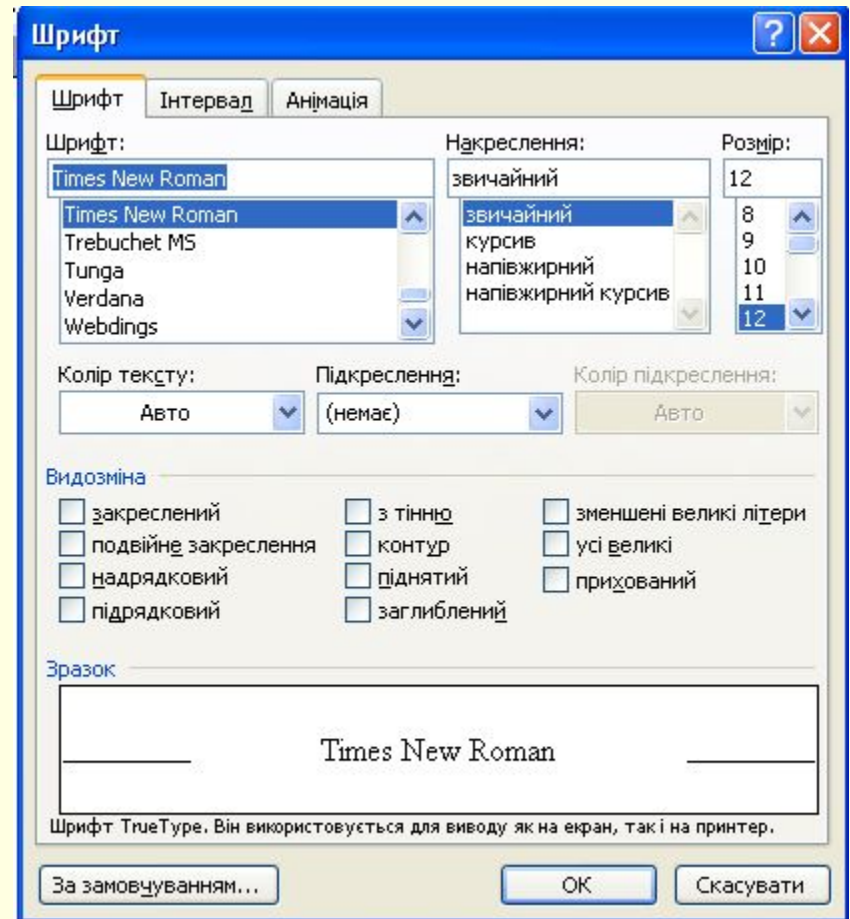 Шрифт
Шрифт Інтервал Анімація
Шрифт: Накреслення: Розмір:
Times New Roman звичайний 12
Times New Roman звичайний 8
Trebuchet MS курсив 9
Tunga напівжирний 10
Verdana напівжирний курсив 11
Webdings 12
Колір тексту: Підкреслення: Колір підкреслення:
Авто (немає) Авто
Видозміна
закреслений з тінню зменшені великі літери
подвійне закреслення контур усі великі
надрядковий піднятий прихований
підрядковий заглиблений
Зразок
Times New Roman
Шрифт TrueType. Він використовується для виводу як на екран, так і на принтер.
За замовчуванням... ОК Скасувати